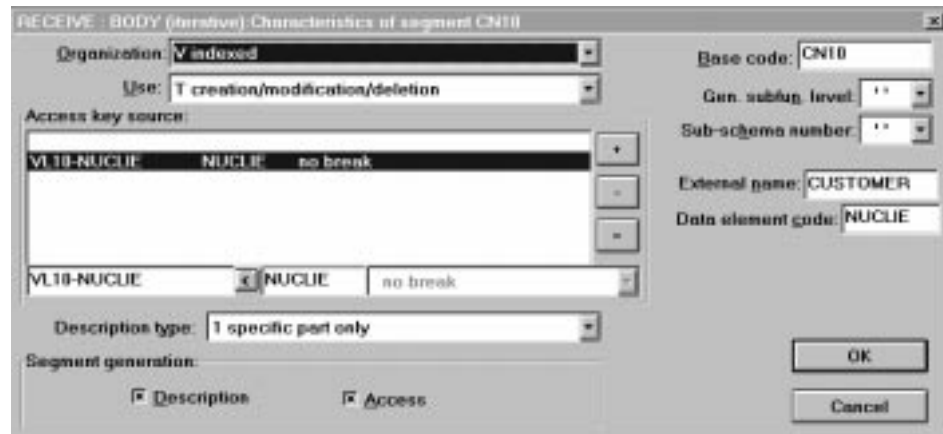 RECEIVE : BODY (iterative):Characteristics of segment CN10
Organization: V indexed
Use: T creation/modification/deletion
Access key source:
VL10-NUCLIE NUCLIE no break
+
-
=
VL10-NUCLIE < NUCLIE no break
Description type: 1 specific part only
Segment generation:
Description Access
Base code: CN10
Gen. subfun. level: ' '
Sub-schema number: ' '
External name: CUSTOMER
Data element code: NUCLIE
OK
Cancel